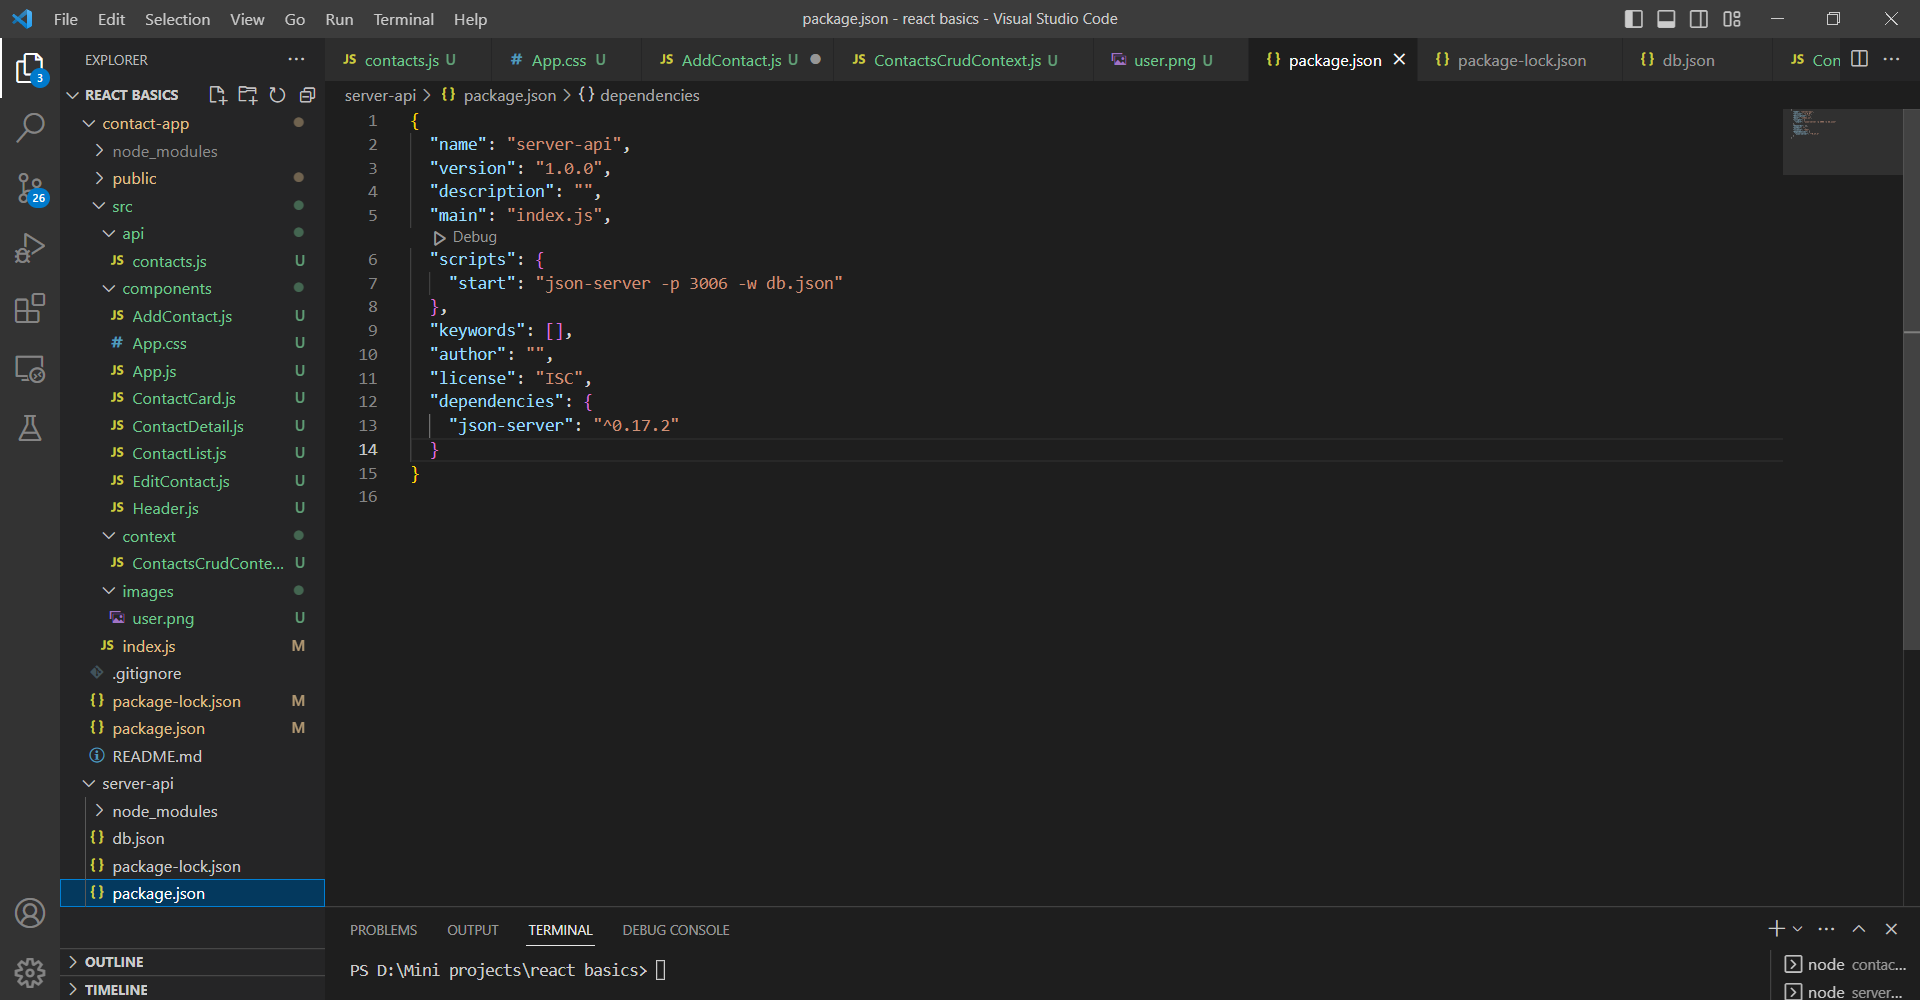 File Edit Selection View Go Run Terminal Help
package.json - react basics - Visual Studio Code
EXPLORER
contacts.js U
# App.css U
JS AddContact.js U
JS ContactsCrudContext.js U
user.png U
{} package.json
{} package-lock.json
{} db.json
JS Con
REACT BASICS
server-api > {} package.json > {} dependencies
contact-app
node_modules
public
src
api
JS contacts.js U
components
JS AddContact.js U
# App.css U
JS App.js U
JS ContactCard.js U
JS ContactDetail.js U
JS ContactList.js U
JS EditContact.js U
JS Header.js U
context
JS ContactsCrudConte... U
images
user.png U
JS index.js M
.gitignore
{} package-lock.json M
{} package.json M
README.md
server-api
node_modules
{} db.json
{} package-lock.json
{} package.json
OUTLINE
TIMELINE
3
26
1 {
2 "name": "server-api",
3 "version": "1.0.0",
4 "description": "",
5 "main": "index.js",
Debug
6 "scripts": {
7 "start": "json-server -p 3006 -w db.json"
8 },
9 "keywords": [],
10 "author": "",
11 "license": "ISC",
12 "dependencies": {
13 "json-server": "^0.17.2"
14 }
15 }
16
PROBLEMS OUTPUT TERMINAL DEBUG CONSOLE
PS D:\Mini projects\react basics>
node contac...
node server...